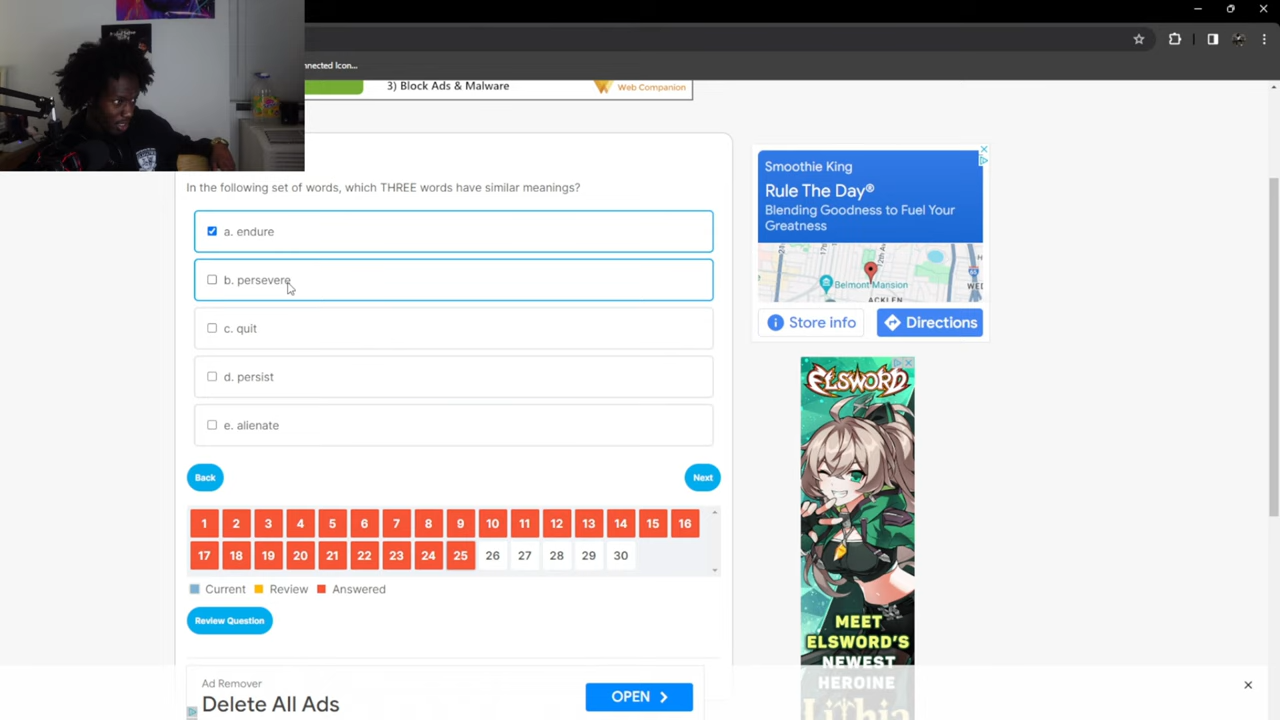 nnected Icon...
3) Block Ads & Malware
Web Companion
In the following set of words, which THREE words have similar meanings?
a. endure
b. persevere
c. quit
d. persist
e. alienate
Back
Next
1 2 3 4 5 6 7 8 9 10 11 12 13 14 15 16
17 18 19 20 21 22 23 24 25 26 27 28 29 30
Current Review Answered
Review Question
Ad Remover
Delete All Ads
OPEN
Smoothie King
Rule The Day®
Blending Goodness to Fuel Your
Greatness
Belmont Mansion
ACKLEN
Store info
Directions
ELSWORD
MEET
ELSWORD'S
NEWEST
HEROINE
Lithia